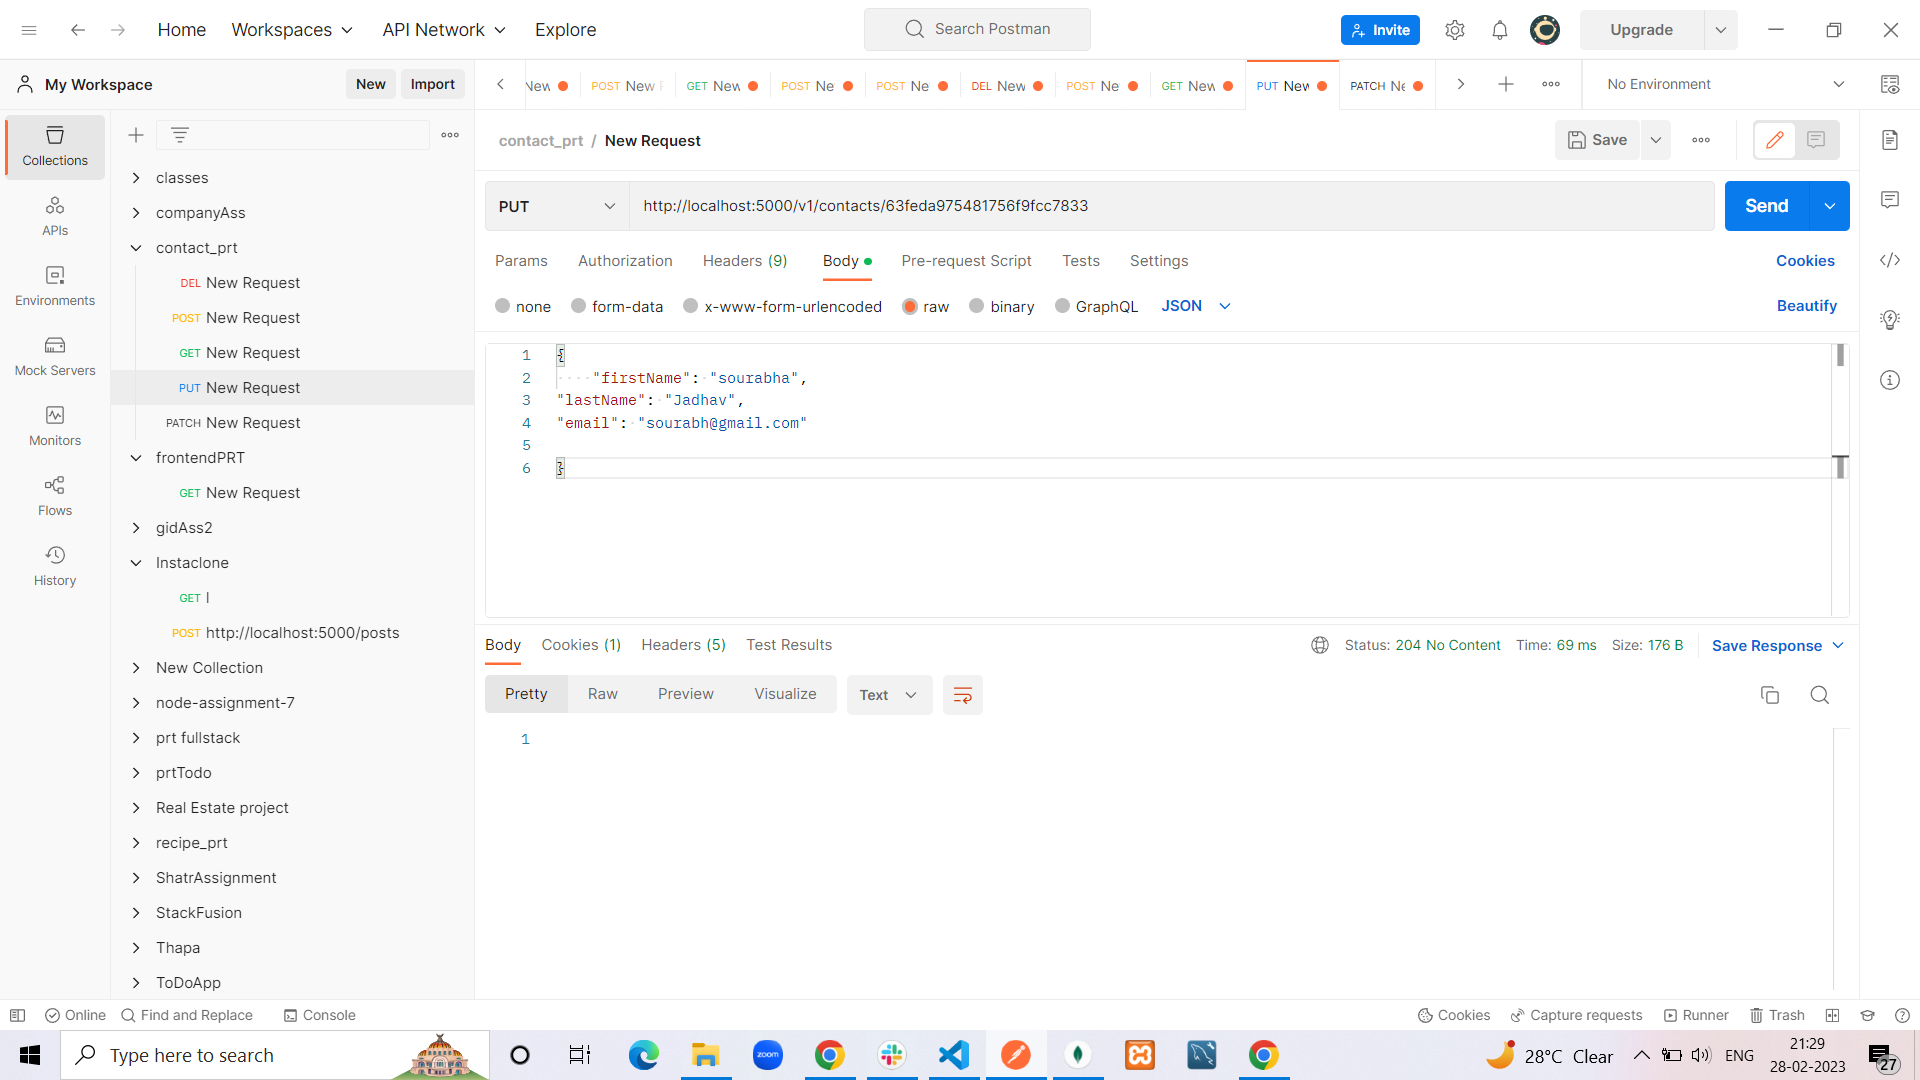 Home Workspaces API Network Explore Search Postman Invite Upgrade
My Workspace New Import
New POST New GET New POST Ne POST Ne DEL New POST Ne GET New PUT New PATCH Ne No Environment
Collections
APIs
Environments
Mock Servers
Monitors
Flows
History
classes
companyAss
contact_prt
DEL New Request
POST New Request
GET New Request
PUT New Request
PATCH New Request
frontendPRT
GET New Request
gidAss2
Instaclone
GET l
POST http://localhost:5000/posts
New Collection
node-assignment-7
prt fullstack
prtTodo
Real Estate project
recipe_prt
ShatrAssignment
StackFusion
Thapa
ToDoApp
contact_prt / New Request Save
PUT http://localhost:5000/v1/contacts/63feda975481756f9fcc7833 Send
Params Authorization Headers (9) Body Pre-request Script Tests Settings Cookies
none form-data x-www-form-urlencoded raw binary GraphQL JSON Beautify
1 {
2 "firstName": "sourabha",
3 "lastName": "Jadhav",
4 "email": "sourabh@gmail.com"
5
6 }
Body Cookies (1) Headers (5) Test Results Status: 204 No Content Time: 69 ms Size: 176 B Save Response
Pretty Raw Preview Visualize Text
1
Online Find and Replace Console Cookies Capture requests Runner Trash
Type here to search zoom 28°C Clear ENG 21:29
28-02-2023 27